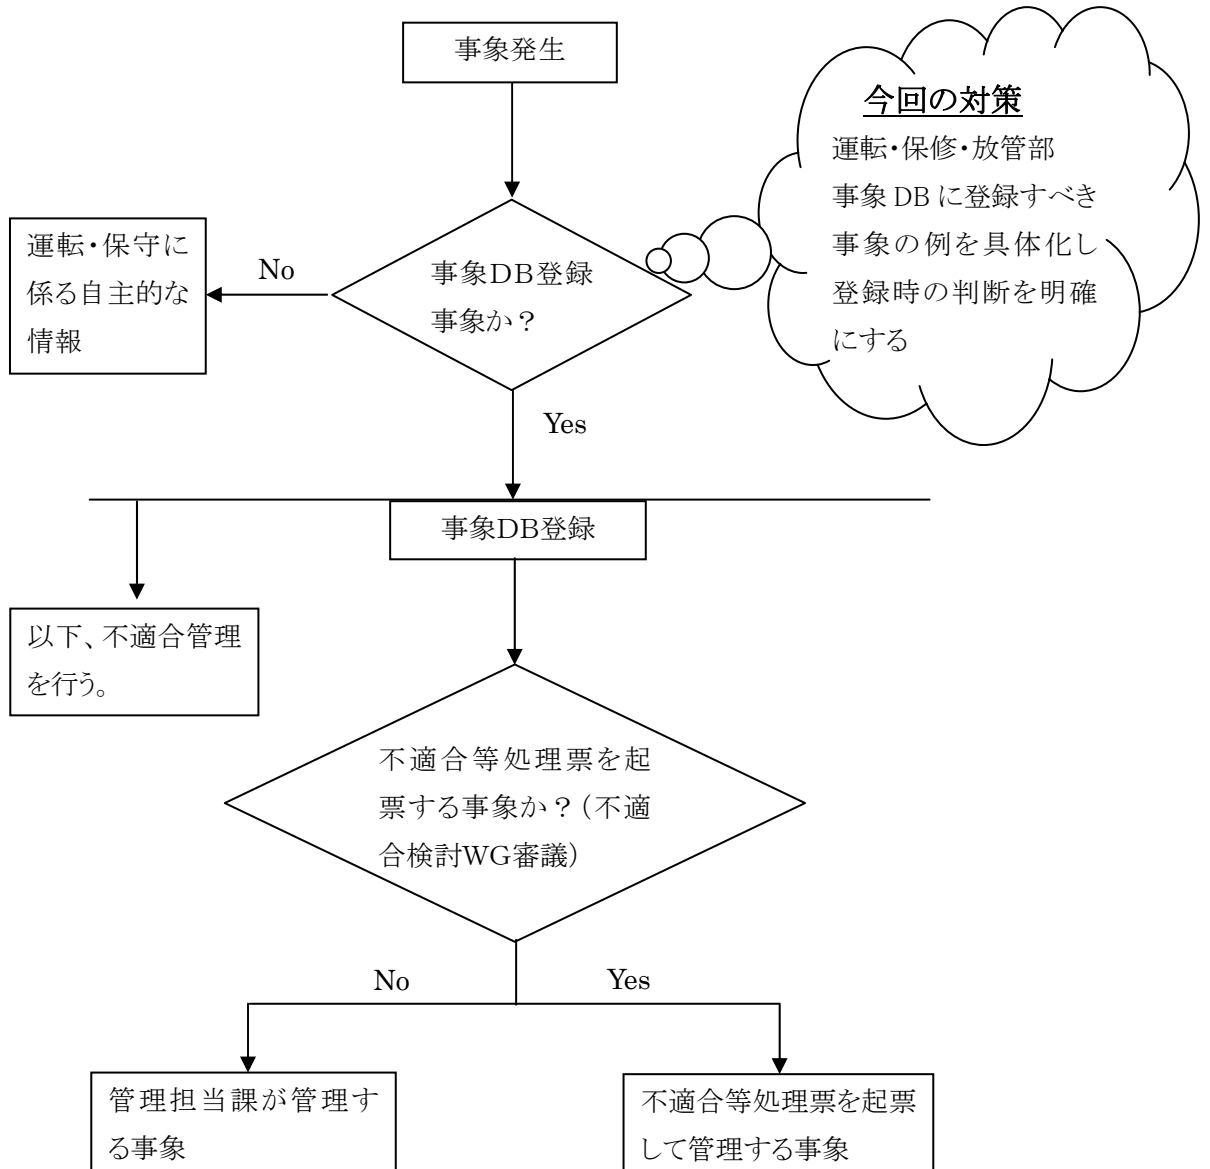 事象発生
今回の対策
運転・保修・放管部
事象 DB に登録すべき
事象の例を具体化し
登録時の判断を明確
にする
運転・保守に
係る自主的な
情報
No
事象DB登録
事象か？
Yes
事象DB登録
以下、不適合管理
を行う。
不適合等処理票を起
票する事象か？（不適
合検討WG審議）
No
Yes
管理担当課が管理す
る事象
不適合等処理票を起票
して管理する事象